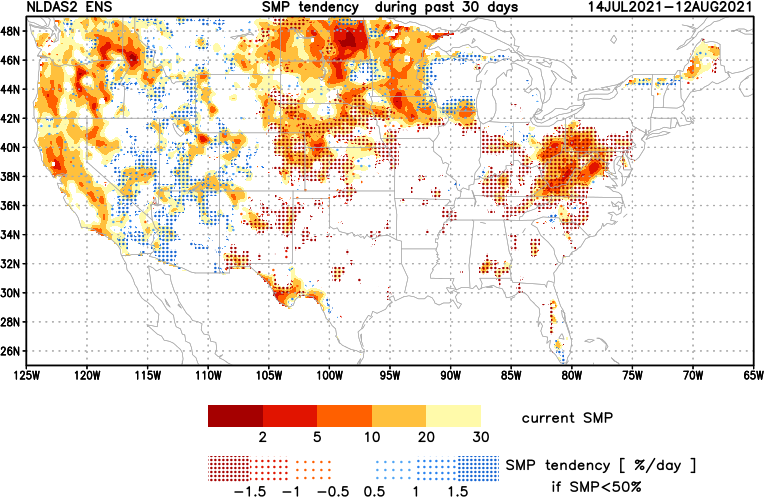 NLDAS2 ENS SMP tendency during past 30 days 14JUL2021−12AUG2021
48N
46N
44N
42N
40N
38N
36N
34N
32N
30N
28N
26N
125W 120W 115W 110W 105W 100W 95W 90W 85W 80W 75W 70W 65W
current SMP
2 5 10 20 30
SMP tendency [ %/day ]
−1.5 −1 −0.5 0.5 1 1.5
if SMP<50%